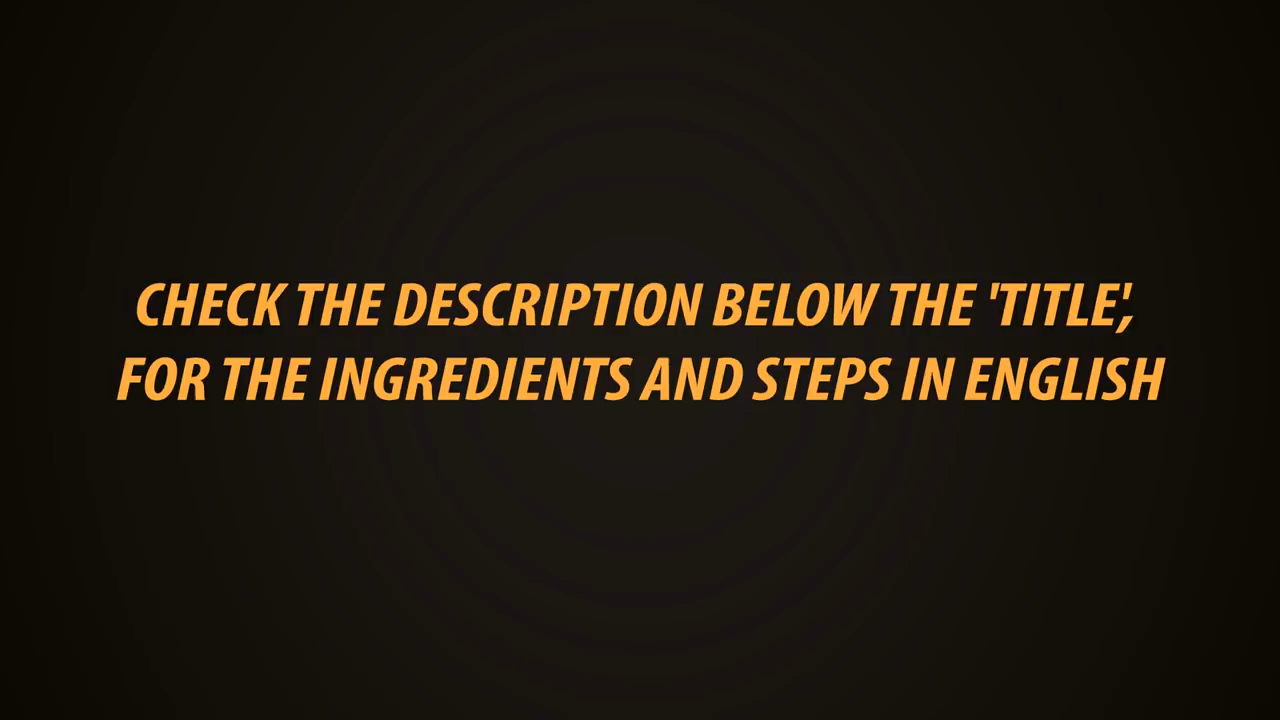 CHECK THE DESCRIPTION BELOW THE 'TITLE',
FOR THE INGREDIENTS AND STEPS IN ENGLISH